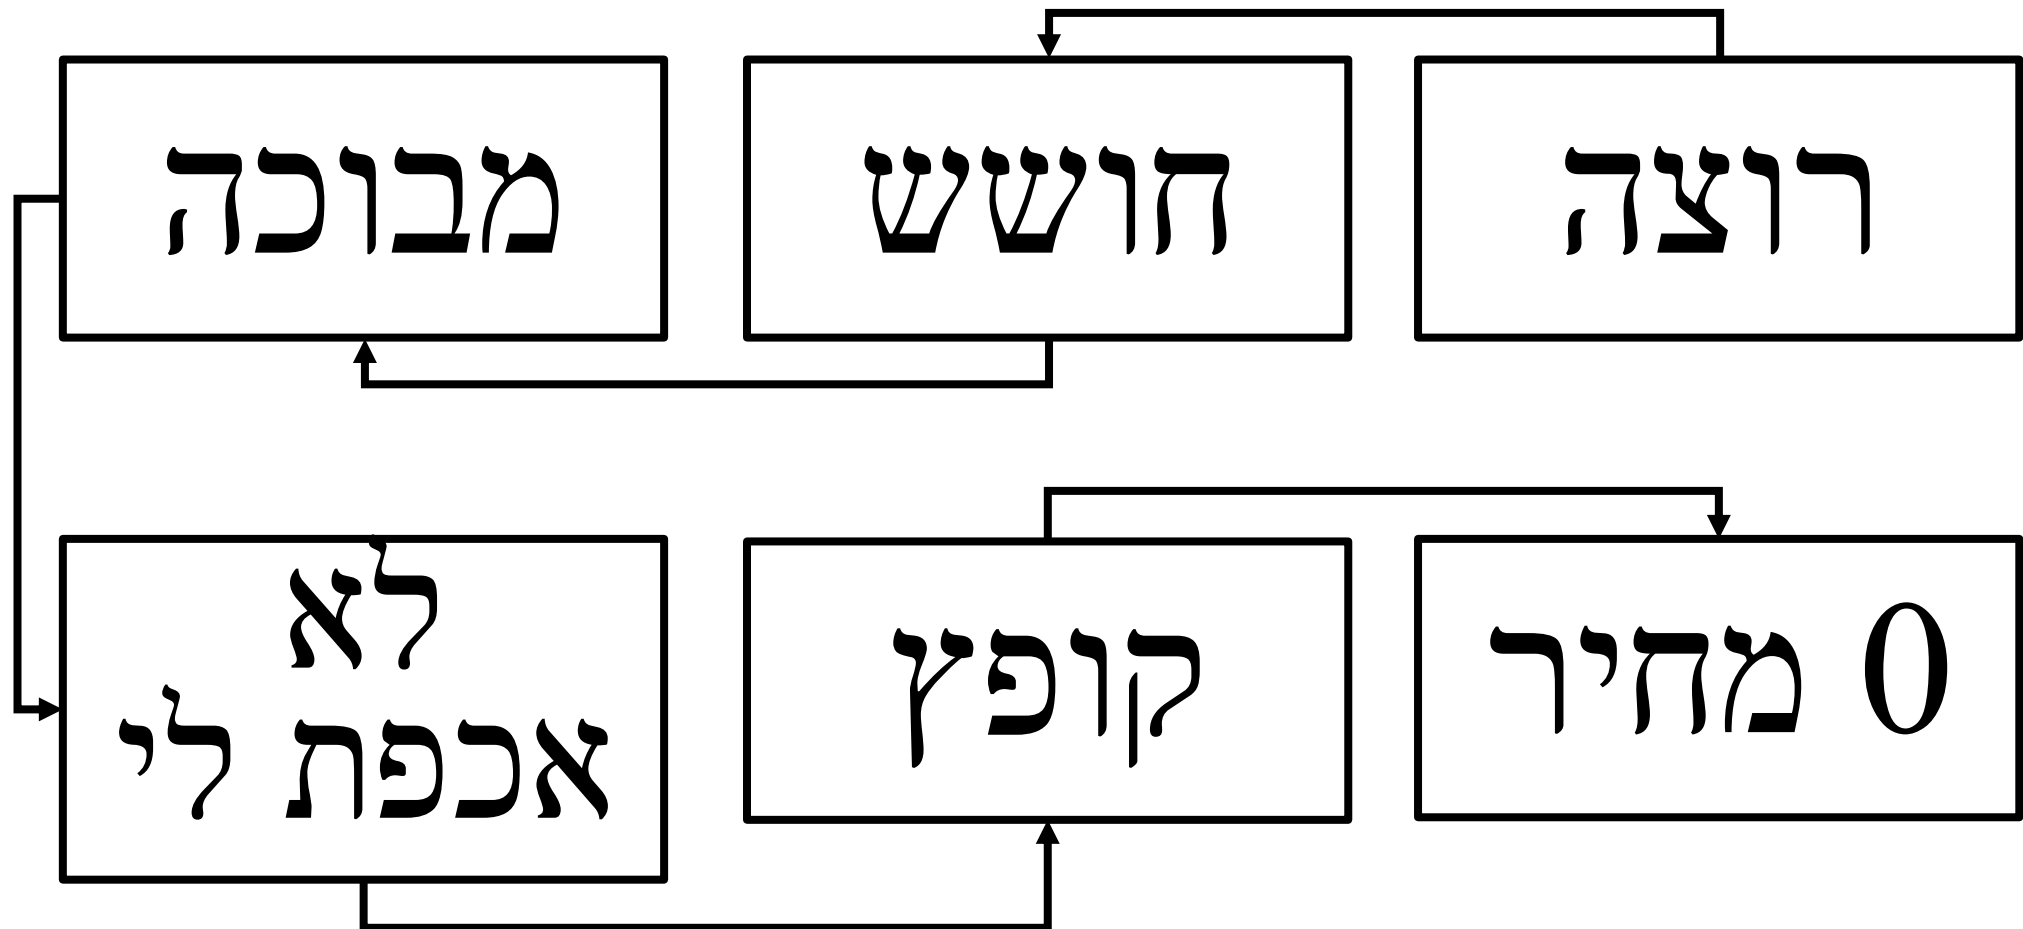 רוצה
חושש
מבוכה
לא
אכפת לי
קופץ
0 מחיר